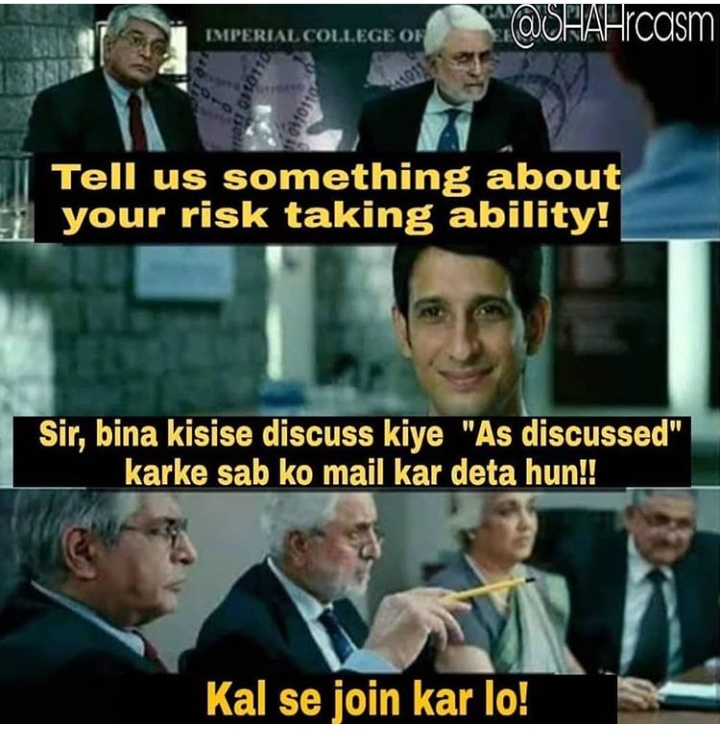 IMPERIAL COLLEGE OF
@SHAHrcasm
Tell us something about
your risk taking ability!
Sir, bina kisise discuss kiye "As discussed"
karke sab ko mail kar deta hun!!
Kal se join kar lo!